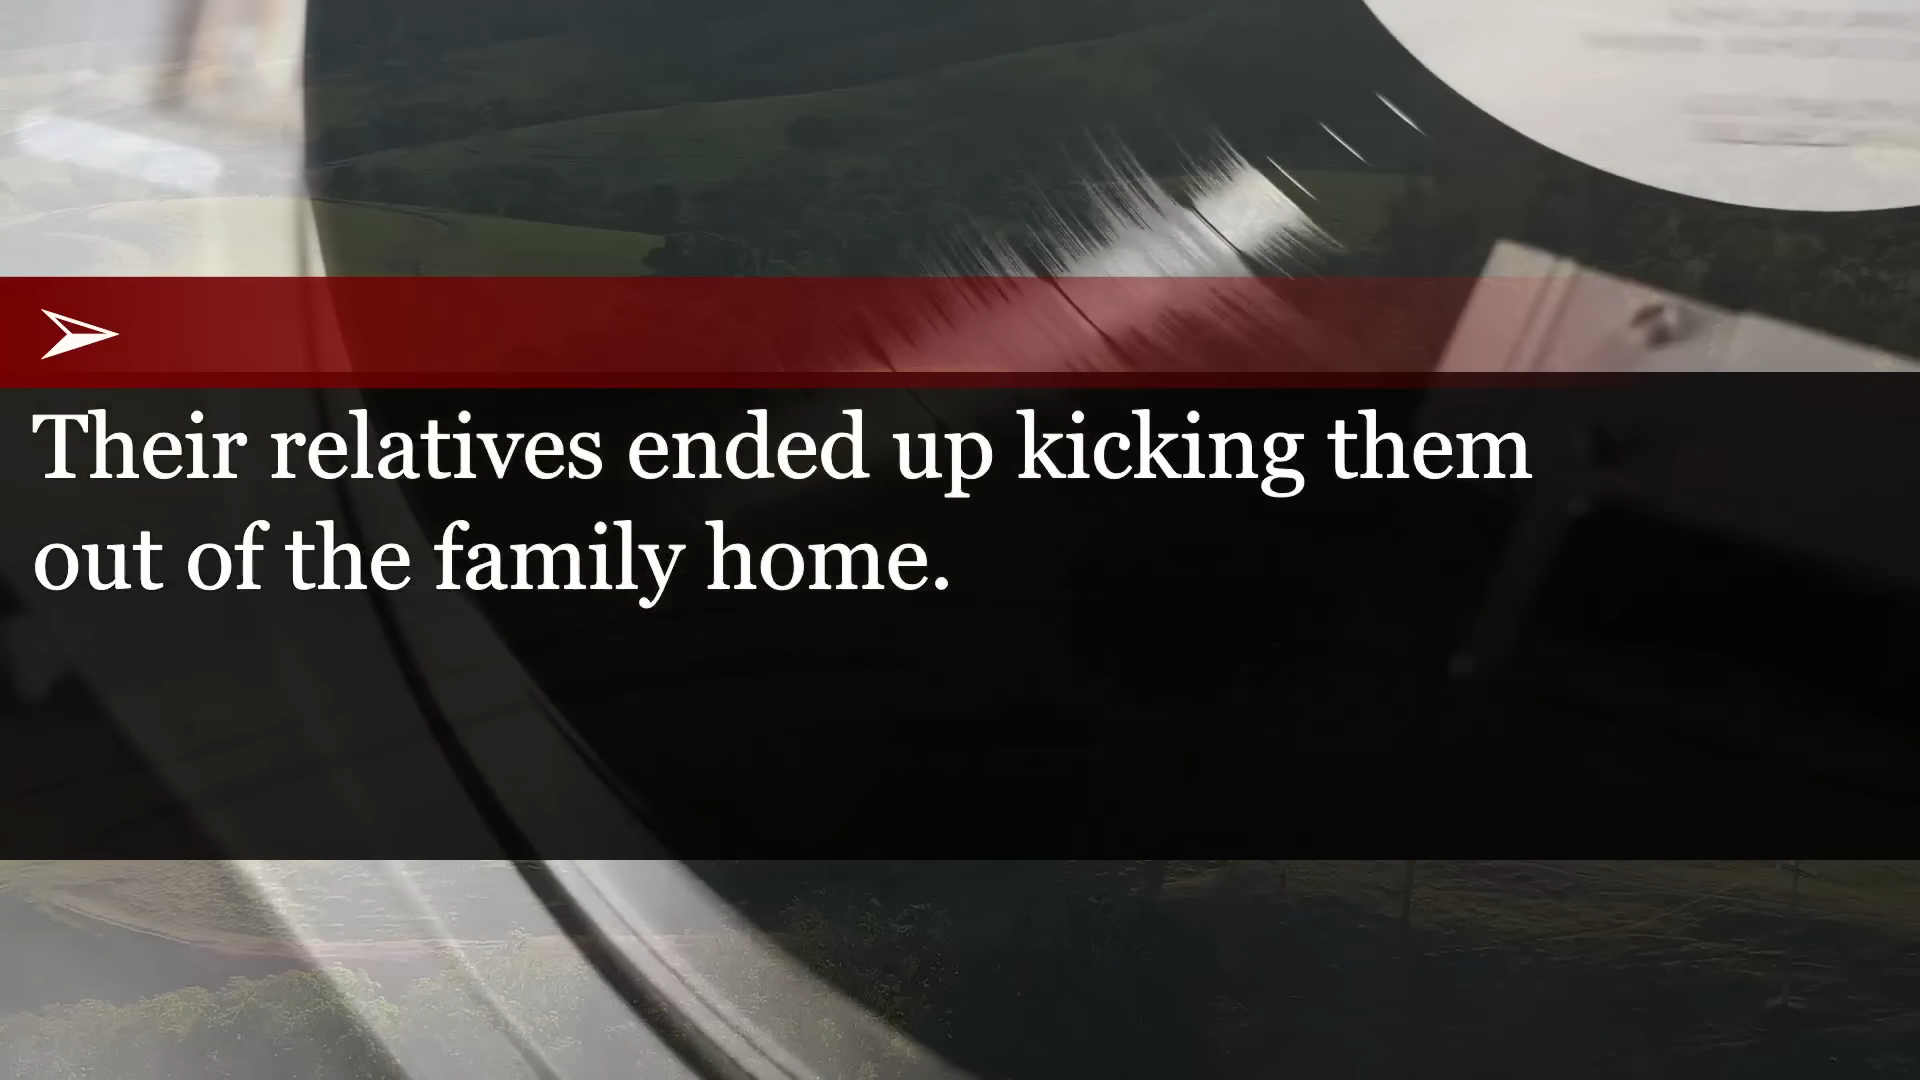 Their relatives ended up kicking them
out of the family home.